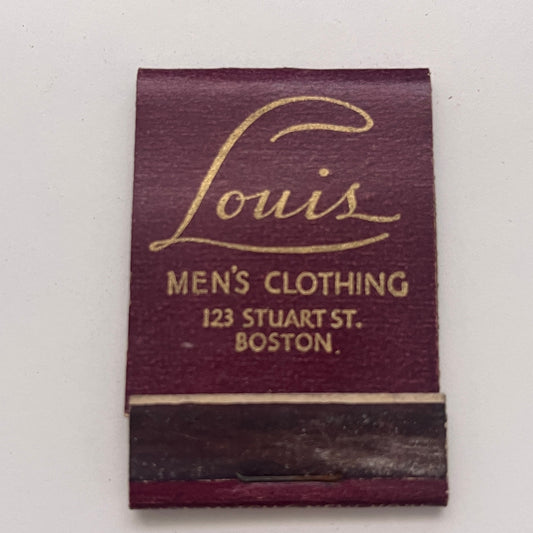 Louis
MEN'S CLOTHING
123 STUART ST.
BOSTON.